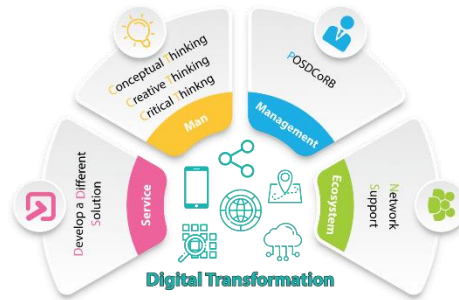 Conceptual Thinking
Creative Thinking
Critical Thinkng
Man
POSDCoRB
Management
Develop a Different
Solution
Service
Network
Support
Ecosystem
Digital Transformation